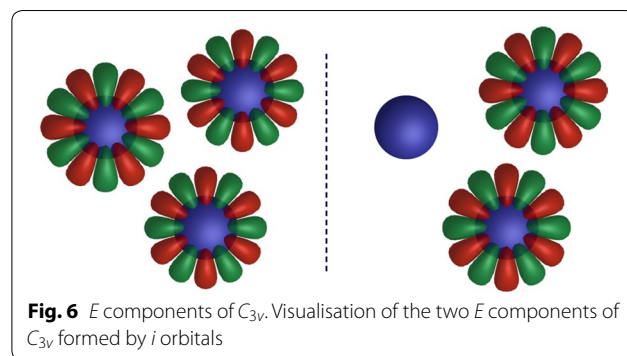 Fig. 6 E components of C3v. Visualisation of the two E components of
C3v formed by i orbitals